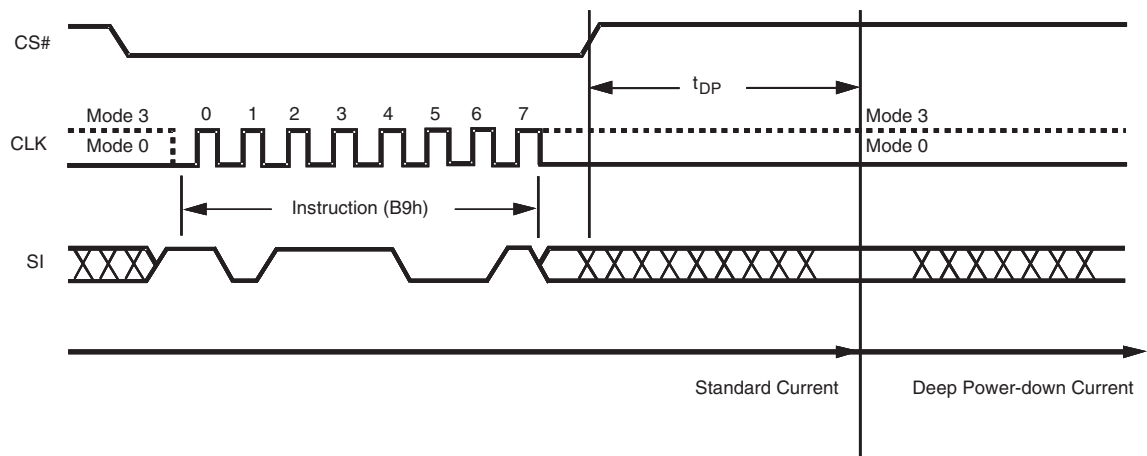 CS#
t_DP
Mode 3
0 1 2 3 4 5 6 7
Mode 3
CLK
Mode 0
Mode 0
Instruction (B9h)
SI
Standard Current
Deep Power-down Current